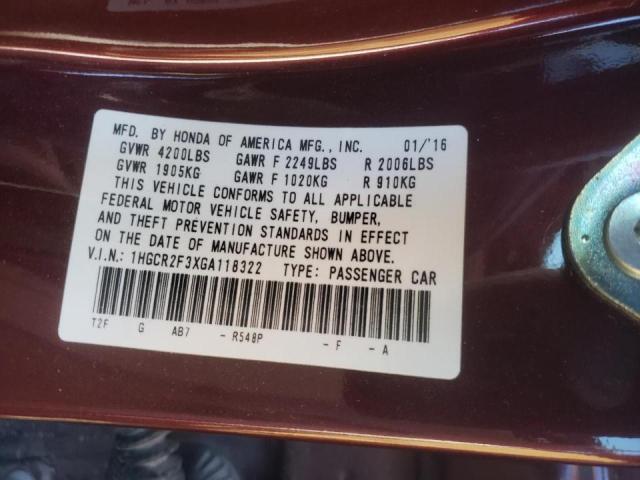 MFD. BY HONDA OF AMERICA MFG., INC. 01/'16
GVWR 4200LBS GAWR F 2249LBS R 2006LBS
GVWR 1905KG GAWR F 1020KG R 910KG
THIS VEHICLE CONFORMS TO ALL APPLICABLE
FEDERAL MOTOR VEHICLE SAFETY, BUMPER,
AND THEFT PREVENTION STANDARDS IN EFFECT
ON THE DATE OF MANUFACTURE SHOWN ABOVE.
V.I.N.: 1HGCR2F3XGA118322 TYPE: PASSENGER CAR
T2F G AB7 - R548P - F - A